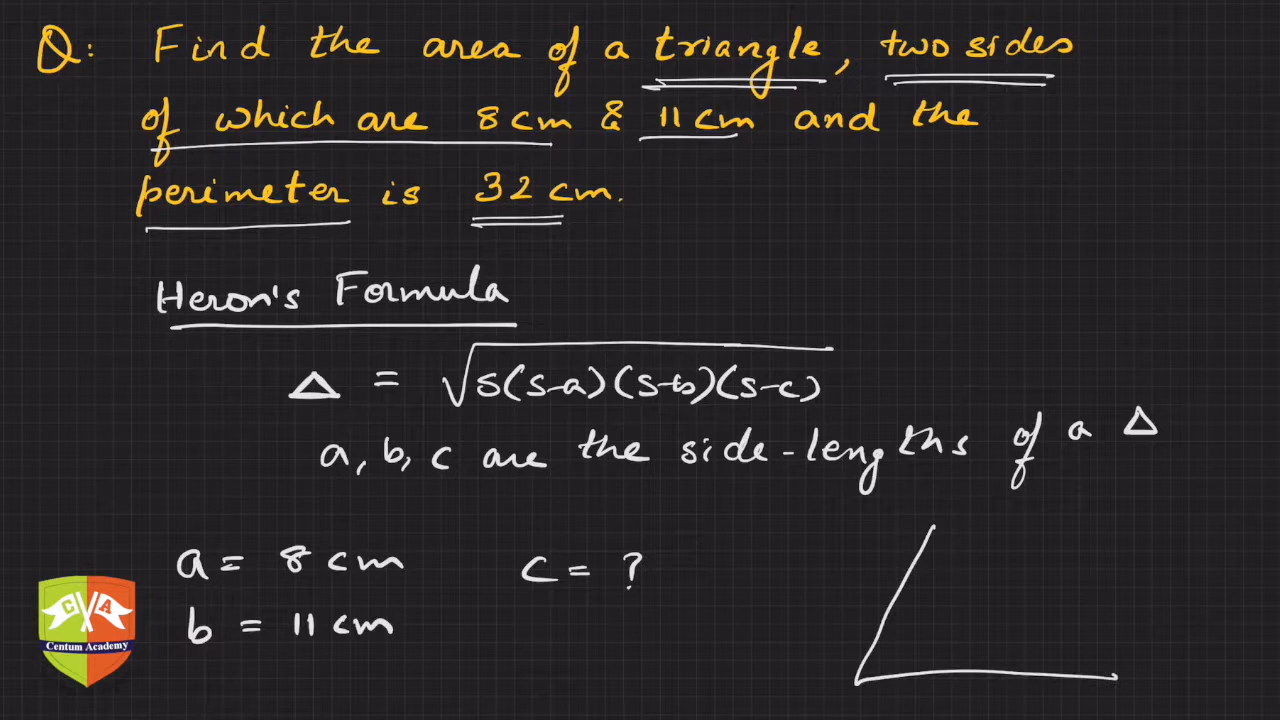 Q: Find the area of a triangle, two sides
of which are 8 cm & 11 cm and the
perimeter is 32 cm.
Heron's Formula
Δ = √s(s-a)(s-b)(s-c)
a, b, c are the side-lengths of a Δ
a = 8 cm c = ?
b = 11 cm
C A
Centum Academy